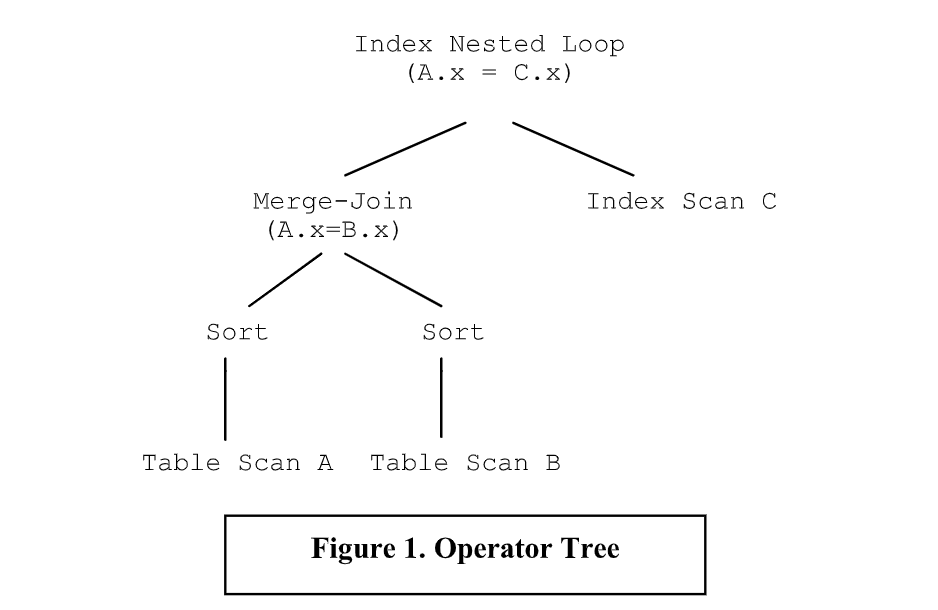 Index Nested Loop
(A.x = C.x)
Merge-Join
(A.x=B.x)
Index Scan C
Sort
Sort
Table Scan A
Table Scan B
Figure 1. Operator Tree